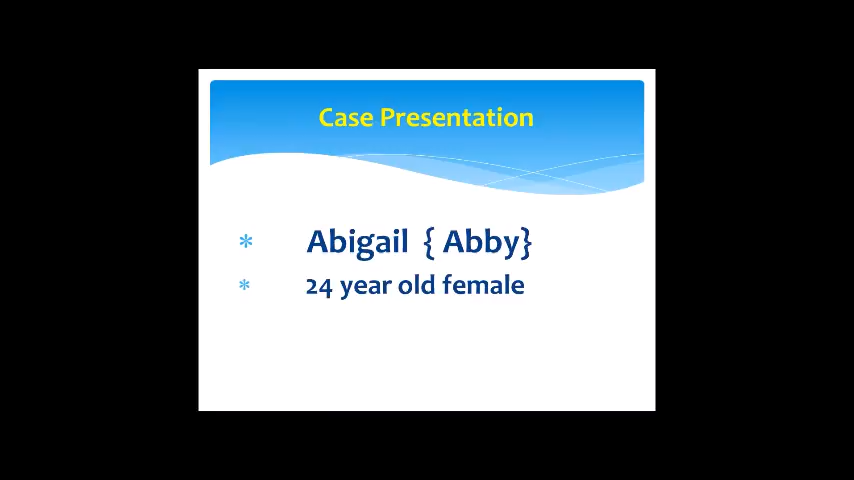 Case Presentation
* Abigail { Abby}
* 24 year old female